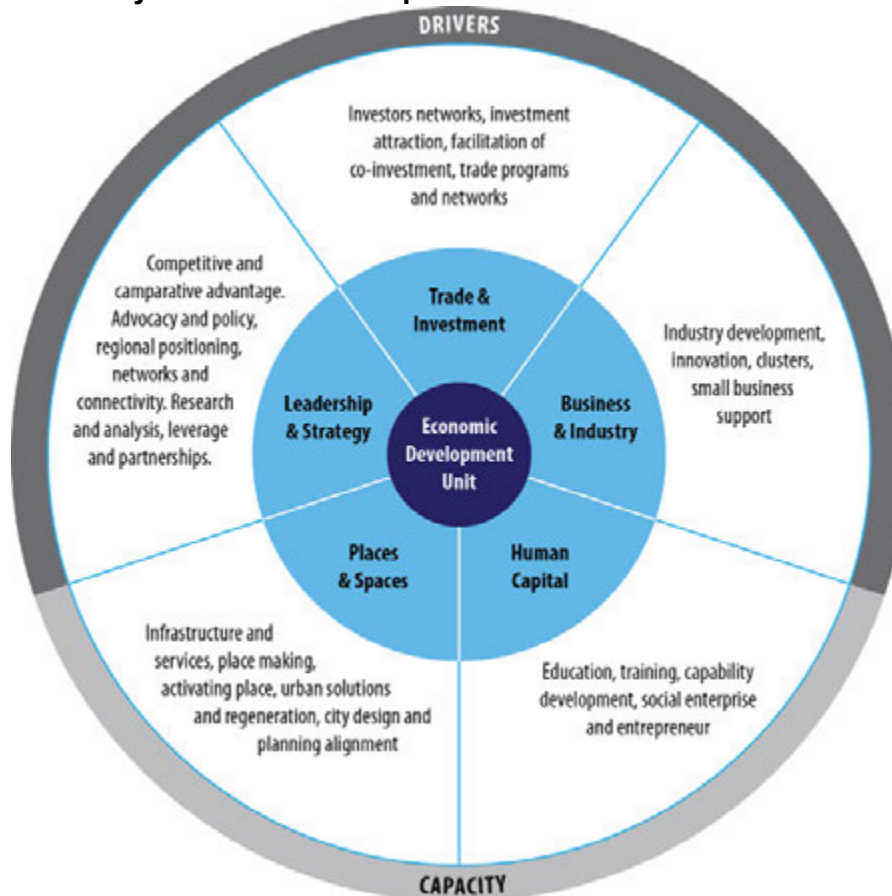 DRIVERS
Investors networks, investment
attraction, facilitation of
co-investment, trade programs
and networks
Competitive and
camparative advantage.
Advocacy and policy,
regional positioning,
networks and
connectivity. Research
and analysis, leverage
and partnerships.
Trade &
Investment
Industry development,
innovation, clusters,
small business
support
Leadership
& Strategy
Economic
Development
Unit
Business
& Industry
Places
& Spaces
Human
Capital
Infrastructure and
services, place making,
activating place, urban solutions
and regeneration, city design and
planning alignment
Education, training, capability
development, social enterprise
and entrepreneur
CAPACITY